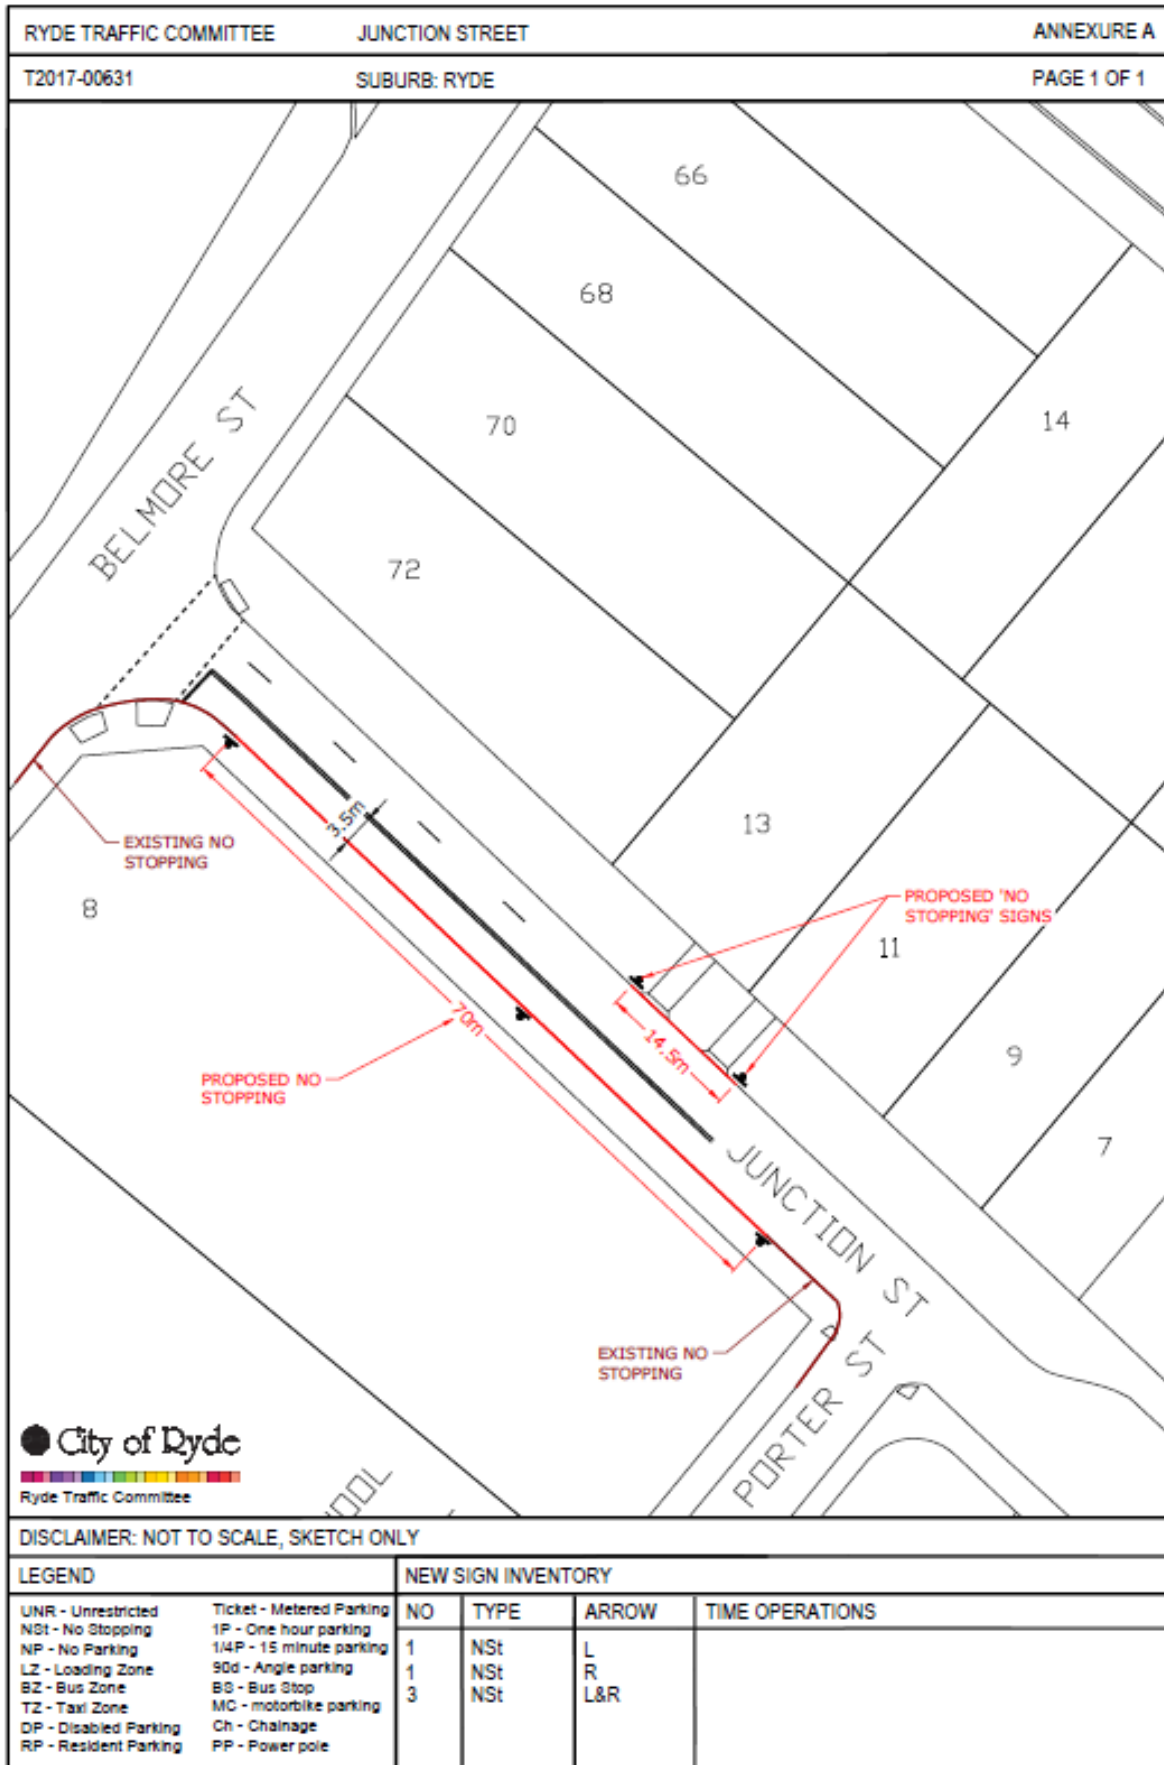 RYDE TRAFFIC COMMITTEE JUNCTION STREET ANNEXURE A
T2017-00631 SUBURB: RYDE PAGE 1 OF 1
66
68
70
14
BELMORE ST
72
3.5m
13
EXISTING NO
STOPPING
8
PROPOSED 'NO
STOPPING' SIGNS
11
70m
14.5m
9
PROPOSED NO
STOPPING
7
JUNCTION ST
EXISTING NO
STOPPING
PORTER ST
City of Ryde
Ryde Traffic Committee
OOL
DISCLAIMER: NOT TO SCALE, SKETCH ONLY
LEGEND
UNR - Unrestricted Ticket - Metered Parking
NSt - No Stopping 1P - One hour parking
NP - No Parking 1/4P - 15 minute parking
LZ - Loading Zone 90d - Angle parking
BZ - Bus Zone BS - Bus Stop
TZ - Taxi Zone MC - motorbike parking
DP - Disabled Parking Ch - Chainage
RP - Resident Parking PP - Power pole
NEW SIGN INVENTORY
NO TYPE ARROW TIME OPERATIONS
1 NSt L
1 NSt R
3 NSt L&R